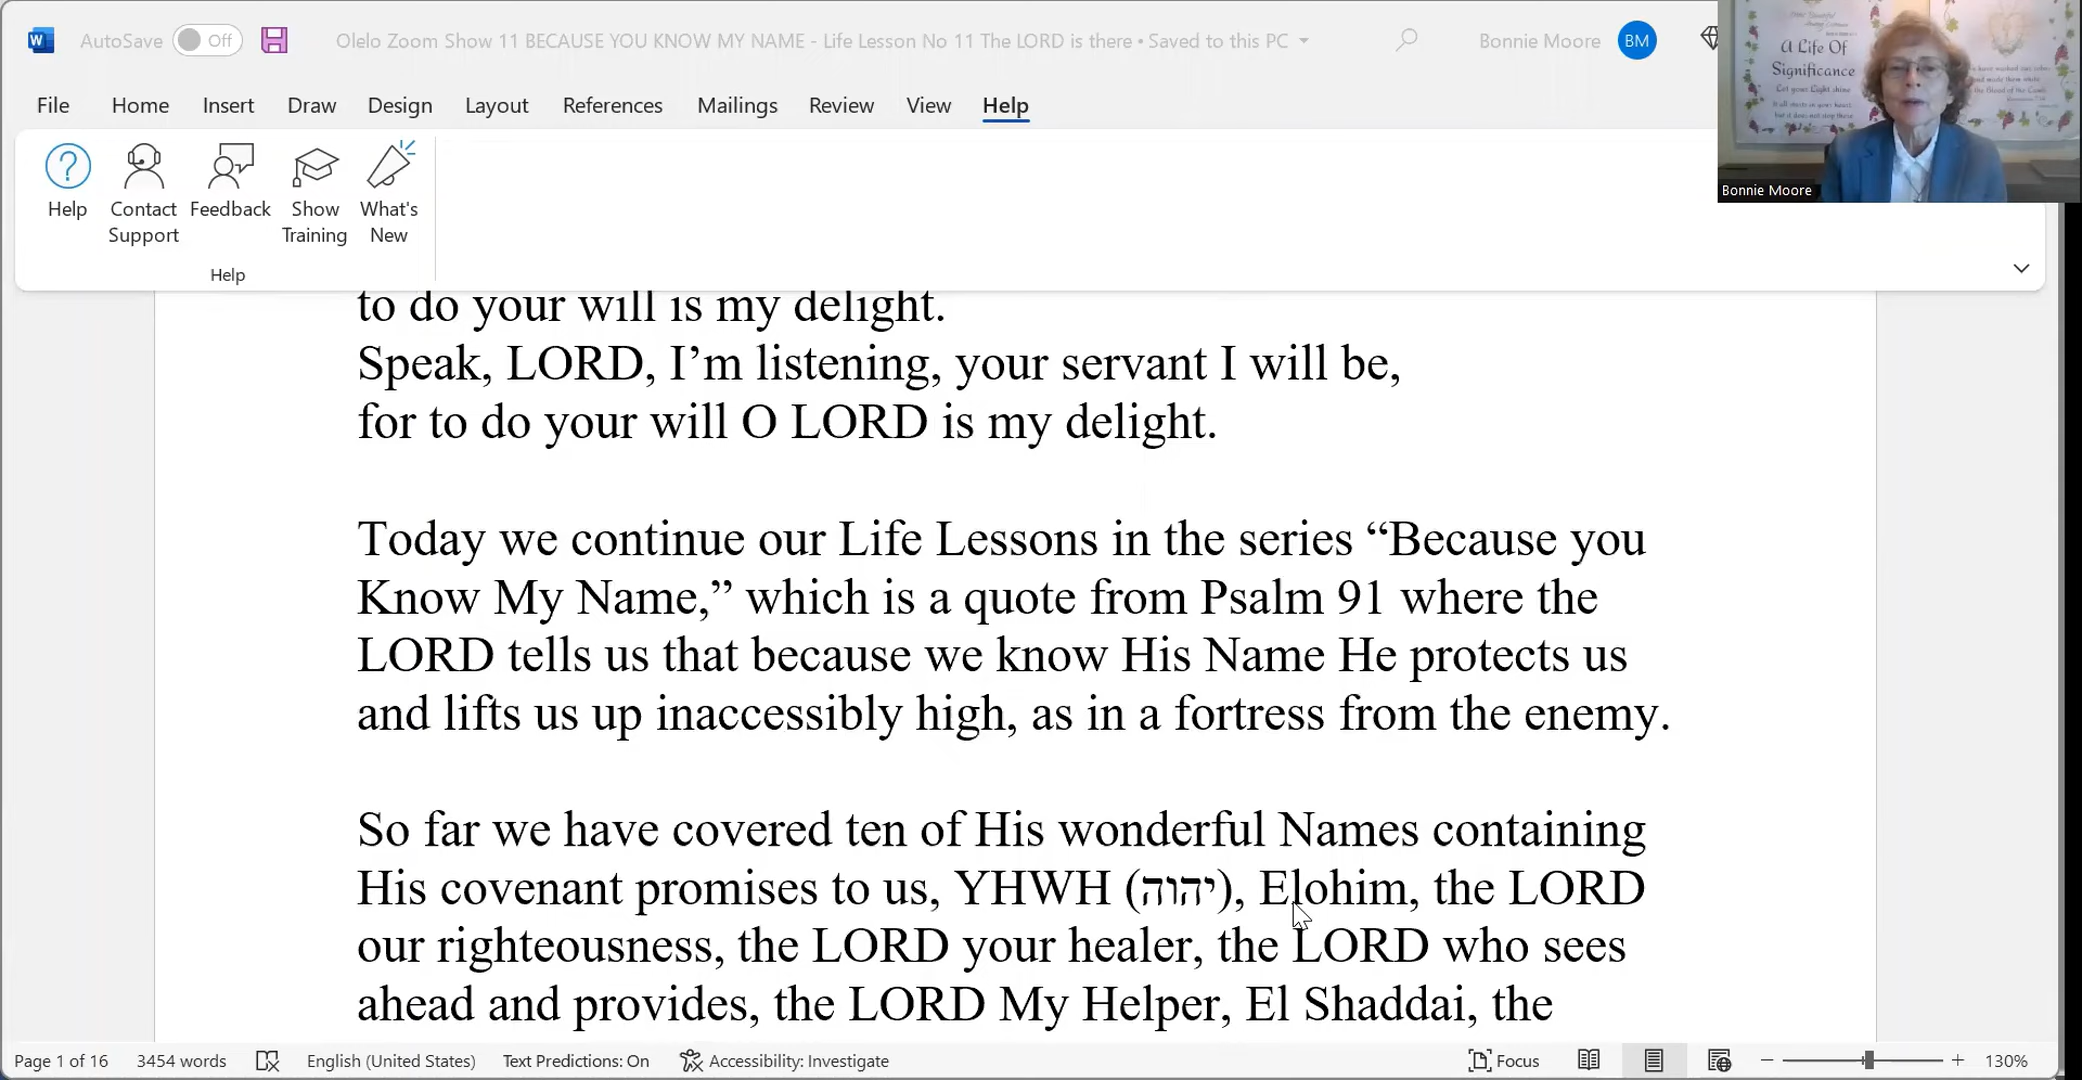 AutoSave Off Olelo Zoom Show 11 BECAUSE YOU KNOW MY NAME - Life Lesson No 11 The LORD is there • Saved to this PC Bonnie Moore BM
File Home Insert Draw Design Layout References Mailings Review View Help
Help Contact Support Feedback Show Training What's New
Help
A Life Of
Significance
Let your Light shine
Bonnie Moore
to do your will is my delight.
Speak, LORD, I’m listening, your servant I will be,
for to do your will O LORD is my delight.
Today we continue our Life Lessons in the series “Because you
Know My Name,” which is a quote from Psalm 91 where the
LORD tells us that because we know His Name He protects us
and lifts us up inaccessibly high, as in a fortress from the enemy.
So far we have covered ten of His wonderful Names containing
His covenant promises to us, YHWH (יהוה), Elohim, the LORD
our righteousness, the LORD your healer, the LORD who sees
ahead and provides, the LORD My Helper, El Shaddai, the
Page 1 of 16 3454 words English (United States) Text Predictions: On Accessibility: Investigate Focus 130%